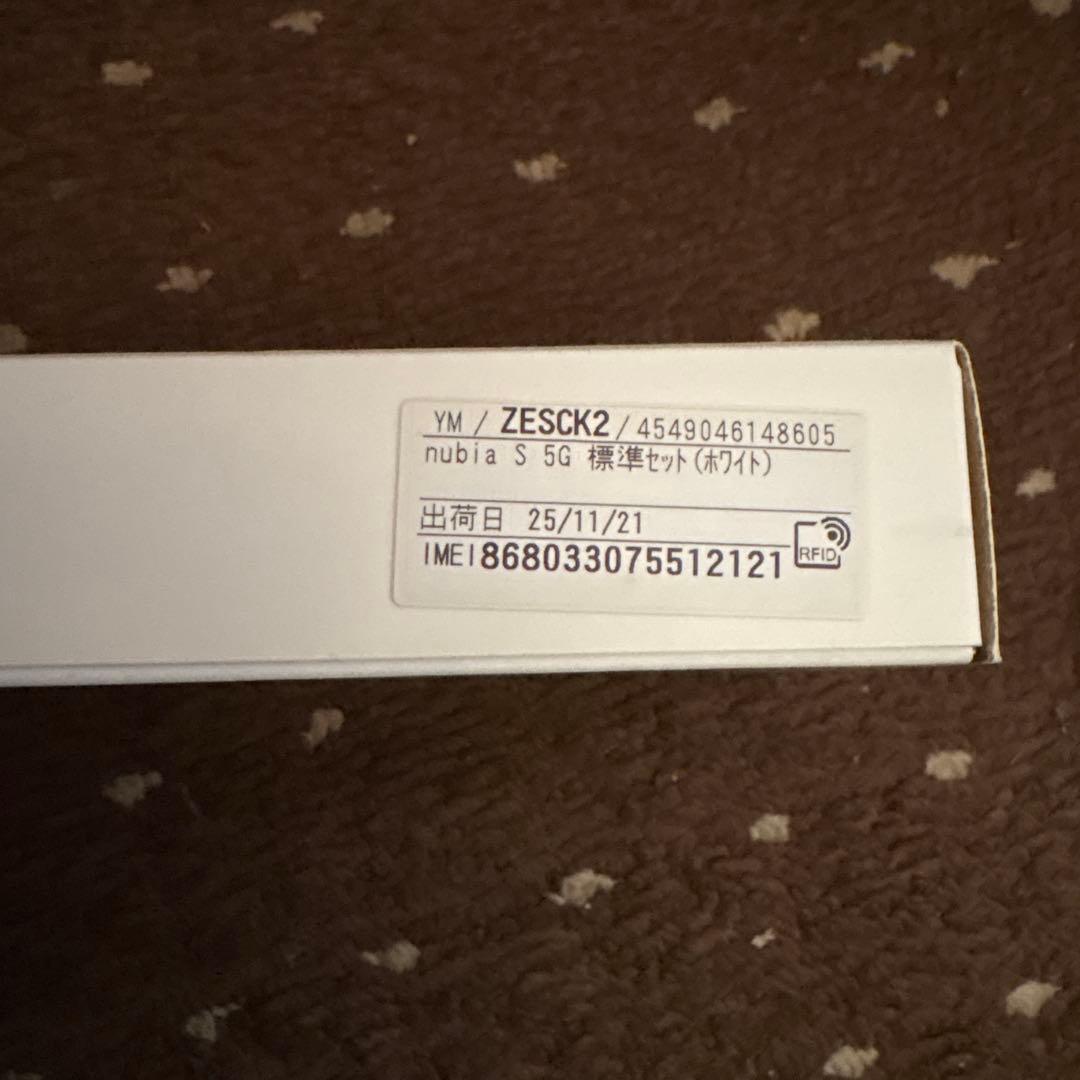 YM / ZESCK2 / 4549046148605
nubia S 5G 標準ｾｯﾄ(ﾎﾜｲﾄ)
出荷日 25/11/21
IMEI 868033075512121
RFID